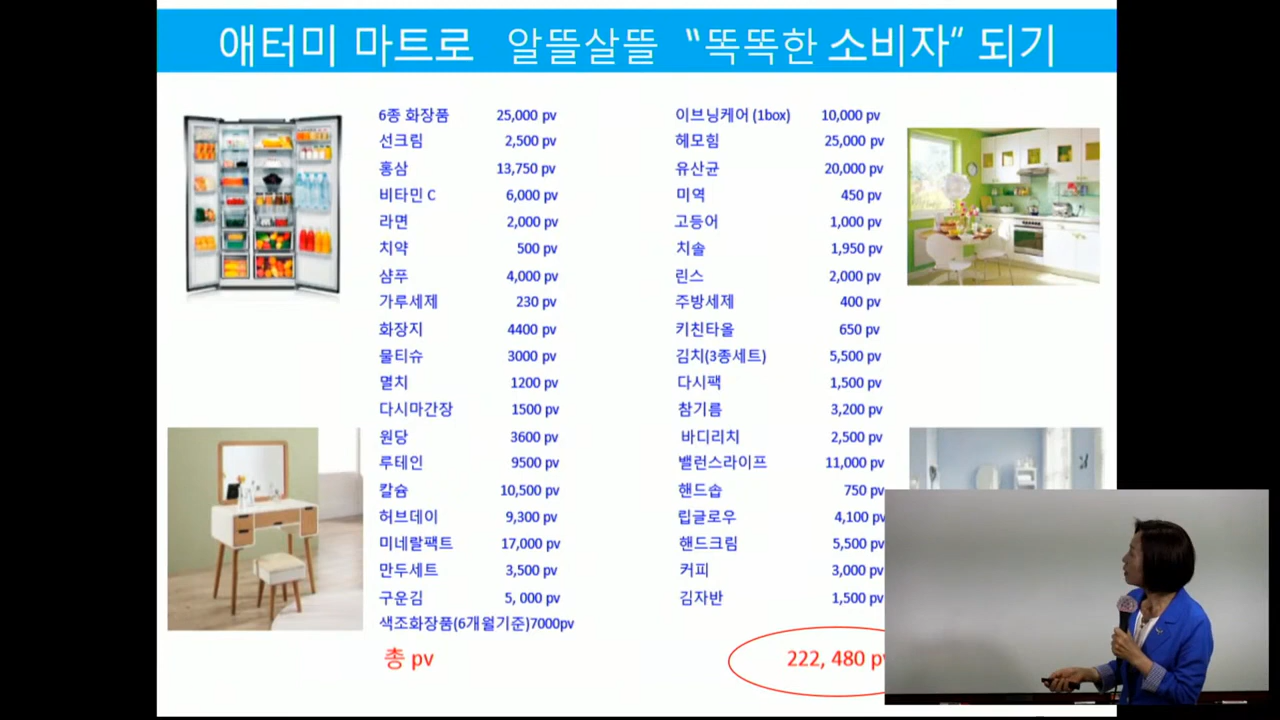 애터미 마트로 알뜰살뜰 “똑똑한 소비자“ 되기
6종 화장품 25,000 pv
선크림 2,500 pv
홍삼 13,750 pv
비타민 C 6,000 pv
라면 2,000 pv
치약 500 pv
샴푸 4,000 pv
가루세제 230 pv
화장지 4400 pv
물티슈 3000 pv
멸치 1200 pv
다시마간장 1500 pv
원당 3600 pv
루테인 9500 pv
칼슘 10,500 pv
허브데이 9,300 pv
미네랄팩트 17,000 pv
만두세트 3,500 pv
구운김 5, 000 pv
색조화장품(6개월기준)7000pv
이브닝케어 (1box) 10,000 pv
헤모힘 25,000 pv
유산균 20,000 pv
미역 450 pv
고등어 1,000 pv
치솔 1,950 pv
린스 2,000 pv
주방세제 400 pv
키친타올 650 pv
김치(3종세트) 5,500 pv
다시팩 1,500 pv
참기름 3,200 pv
바디리치 2,500 pv
밸런스라이프 11,000 pv
핸드솝 750 pv
립글로우 4,100 pv
핸드크림 5,500 pv
커피 3,000 pv
김자반 1,500 pv
총 pv 222, 480 pv